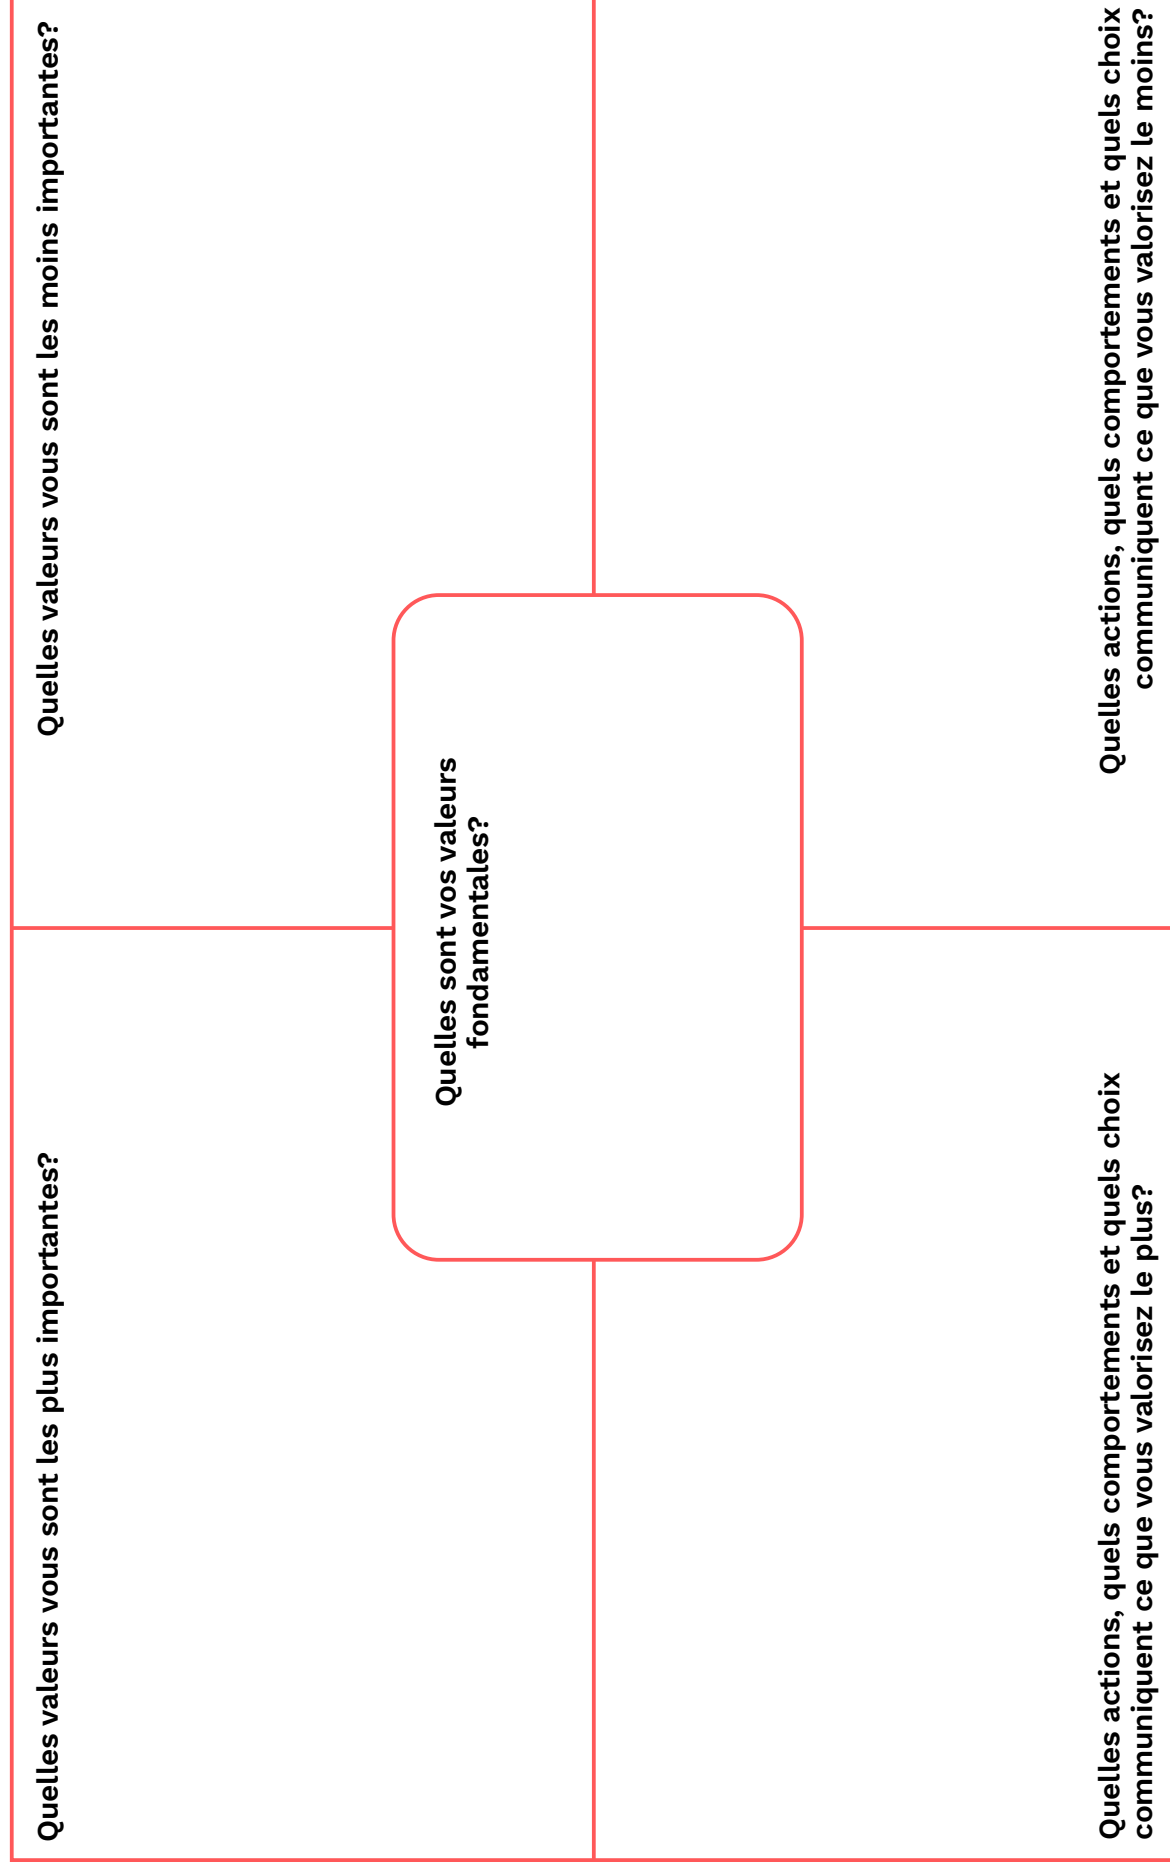 Quelles valeurs vous sont les plus importantes?
Quelles valeurs vous sont les moins importantes?
Quelles sont vos valeurs
fondamentales?
Quelles actions, quels comportements et quels choix
communiquent ce que vous valorisez le plus?
Quelles actions, quels comportements et quels choix
communiquent ce que vous valorisez le moins?